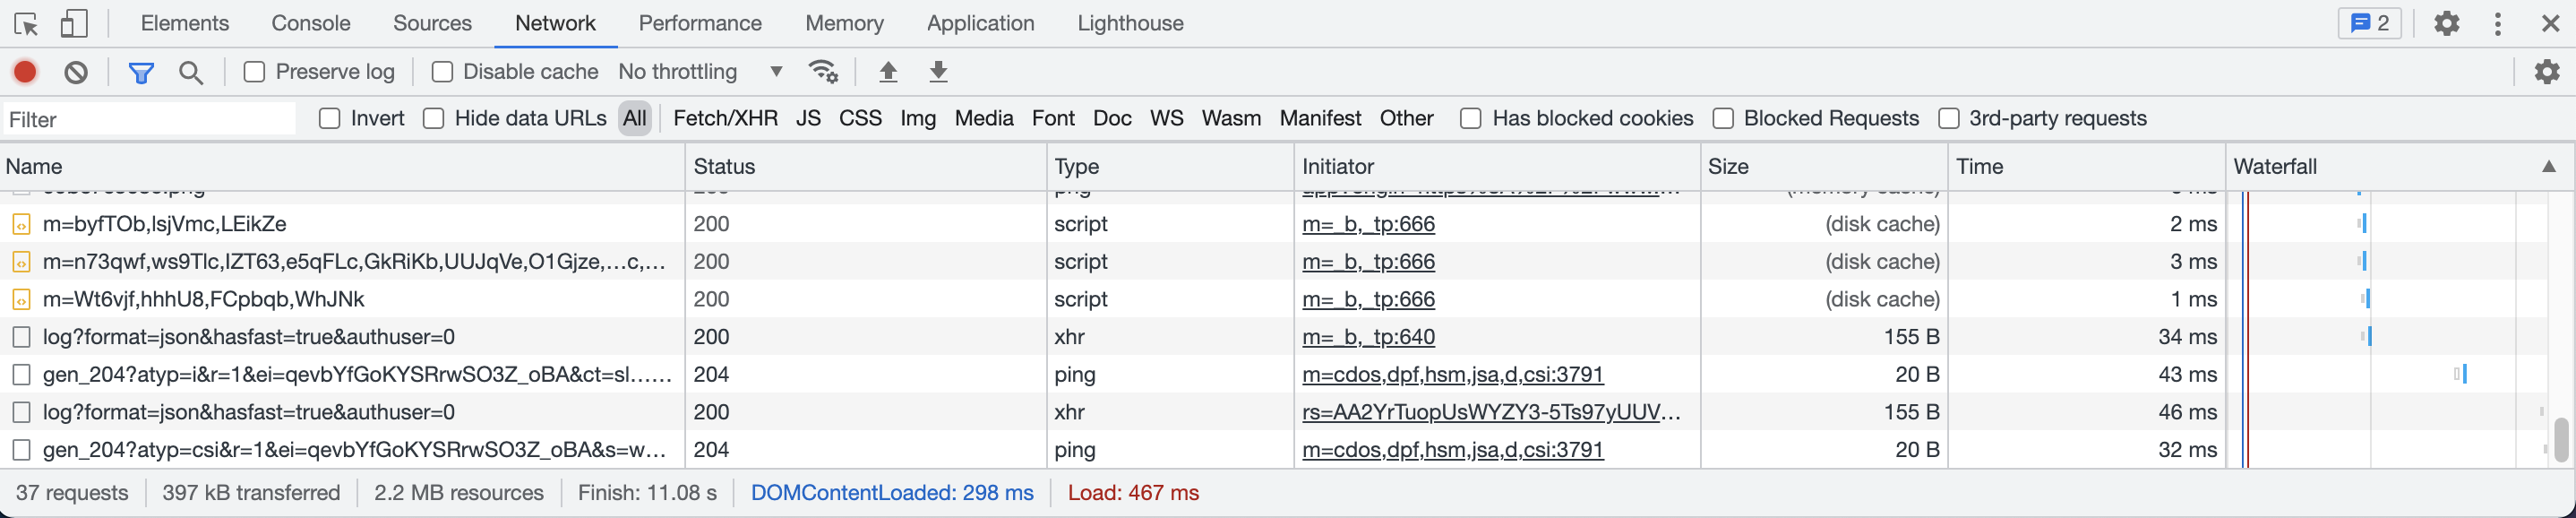 Elements Console Sources Network Performance Memory Application Lighthouse 2
Preserve log Disable cache No throttling
Filter Invert Hide data URLs All Fetch/XHR JS CSS Img Media Font Doc WS Wasm Manifest Other Has blocked cookies Blocked Requests 3rd-party requests
Name Status Type Initiator Size Time Waterfall
m=byfTOb,lsjVmc,LEikZe 200 script m=_b,_tp:666 (disk cache) 2 ms
m=n73qwf,ws9Tlc,IZT63,e5qFLc,GkRiKb,UUJqVe,O1Gjze,…c,… 200 script m=_b,_tp:666 (disk cache) 3 ms
m=Wt6vjf,hhhU8,FCpbqb,WhJNk 200 script m=_b,_tp:666 (disk cache) 1 ms
log?format=json&hasfast=true&authuser=0 200 xhr m=_b,_tp:640 155 B 34 ms
gen_204?atyp=i&r=1&ei=qevbYfGoKYSRrwSO3Z_oBA&ct=sl…… 204 ping m=cdos,dpf,hsm,jsa,d,csi:3791 20 B 43 ms
log?format=json&hasfast=true&authuser=0 200 xhr rs=AA2YrTuopUsWYZY3-5Ts97yUUV… 155 B 46 ms
gen_204?atyp=csi&r=1&ei=qevbYfGoKYSRrwSO3Z_oBA&s=w… 204 ping m=cdos,dpf,hsm,jsa,d,csi:3791 20 B 32 ms
37 requests 397 kB transferred 2.2 MB resources Finish: 11.08 s DOMContentLoaded: 298 ms Load: 467 ms